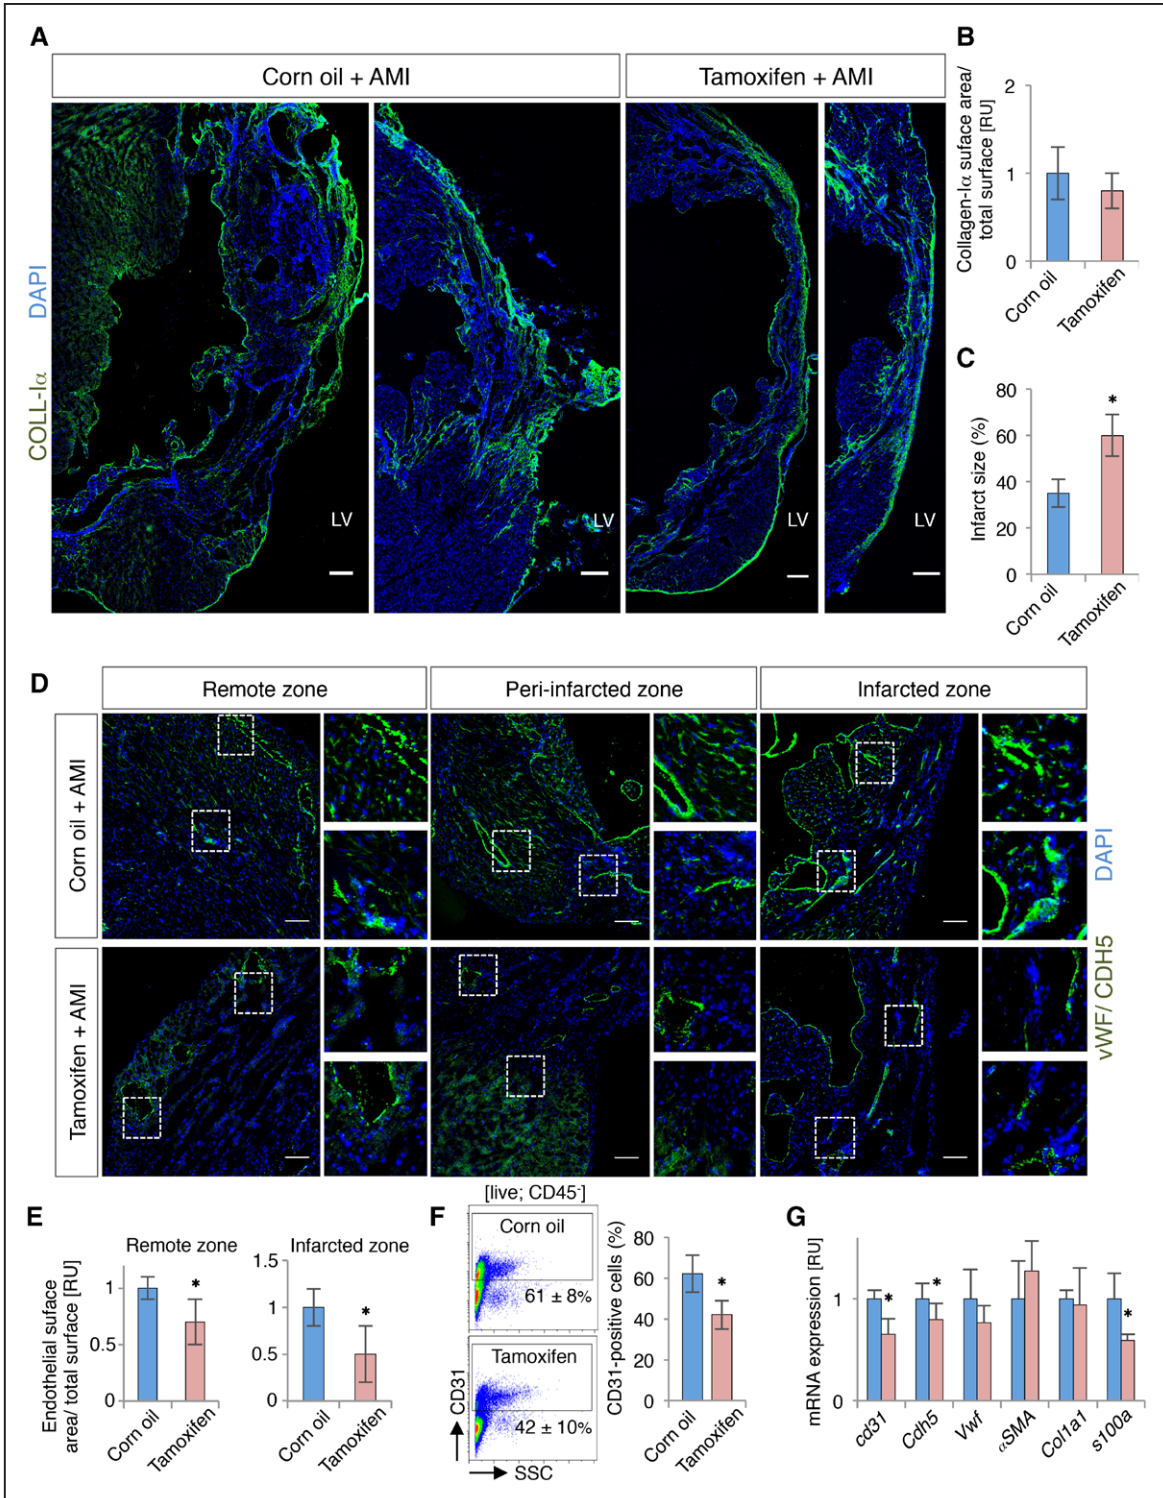 A
Corn oil + AMI
Tamoxifen + AMI
COLL-Iα DAPI
LV
LV
LV
LV
B
Collagen-Iα suface area/
total surface [RU]
2
1
0
Corn oil
Tamoxifen
C
Infarct size (%)
80
60
40
20
0
*
Corn oil
Tamoxifen
D
Remote zone
Peri-infarcted zone
Infarcted zone
Corn oil + AMI
Tamoxifen + AMI
vWF/ CDH5 DAPI
E
Remote zone
Infarcted zone
Endothelial suface
area/ total surface [RU]
1
0.5
0
*
Corn oil
Tamoxifen
1.5
1
0.5
0.0
*
Corn oil
Tamoxifen
F
[live; CD45-]
Corn oil
61 ± 8%
Tamoxifen
42 ± 10%
CD31
SSC
CD31-positive cells (%)
80
60
40
20
0
*
Corn oil
Tamoxifen
G
mRNA expression [RU]
1
0
*
*
*
cd31
Cdh5
Vwf
αSMA
Col1a1
s100a